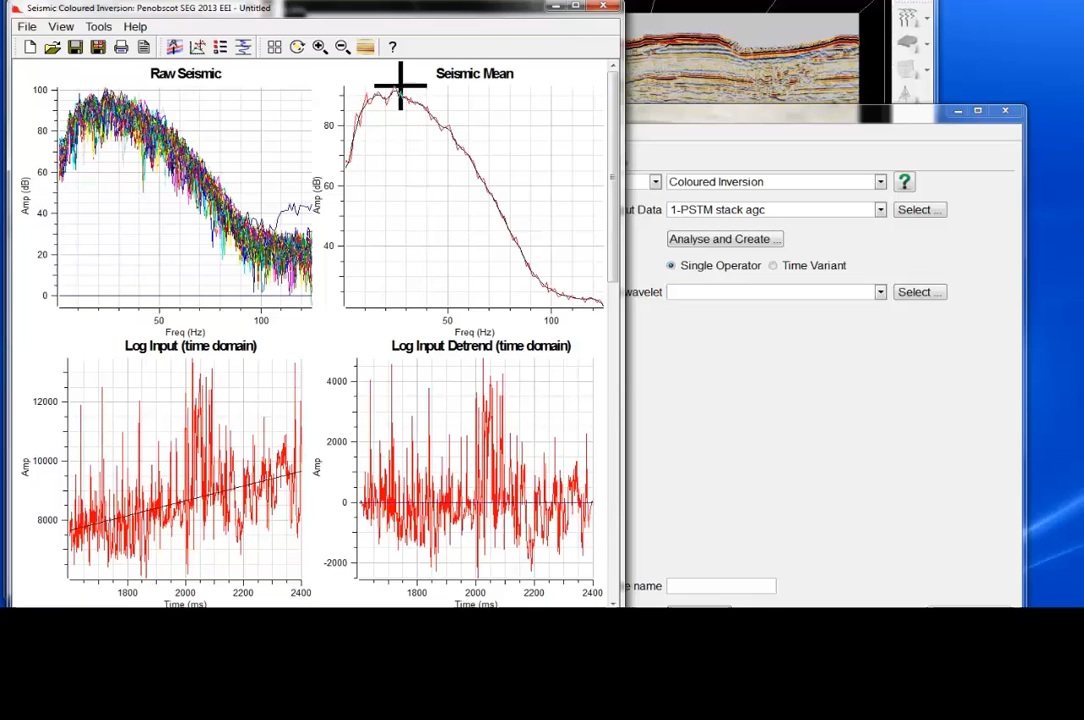 Seismic Coloured Inversion: Penobscot SEG 2013 EEI - Untitled
File View Tools Help
?
Raw Seismic
100
80
60
40
20
0
Amp (dB)
50 100
Freq (Hz)
Seismic Mean
80
60
40
Amp (dB)
50 100
Freq (Hz)
Log Input (time domain)
12000
10000
8000
Amp
1800 2000 2200 2400
Time (ms)
Log Input Detrend (time domain)
4000
2000
0
-2000
Amp
1800 2000 2200 2400
Time (ms)
Coloured Inversion
?
ut Data 1-PSTM stack agc Select ...
Analyse and Create ...
Single Operator Time Variant
wavelet Select ...
e name